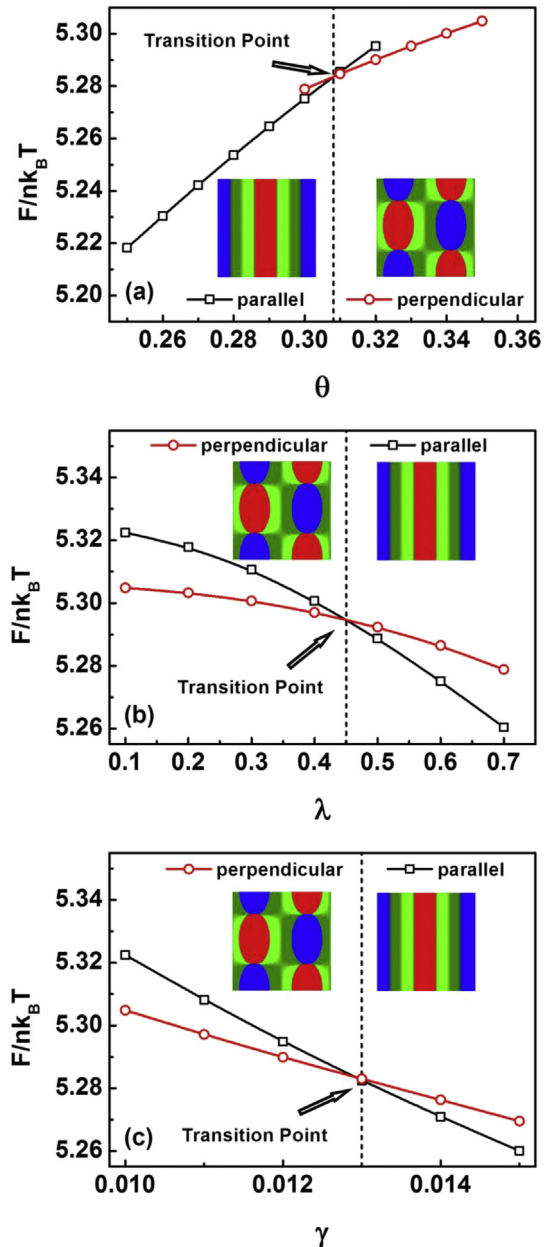 5.30
5.28
5.26
5.24
5.22
5.20
F/nk_BT
Transition Point
(a)
parallel
perpendicular
0.26 0.28 0.30 0.32 0.34 0.36
θ
5.34
5.32
5.30
5.28
5.26
F/nk_BT
perpendicular
parallel
Transition Point
(b)
0.1 0.2 0.3 0.4 0.5 0.6 0.7
λ
5.34
5.32
5.30
5.28
5.26
F/nk_BT
perpendicular
parallel
Transition Point
(c)
0.010 0.012 0.014
γ